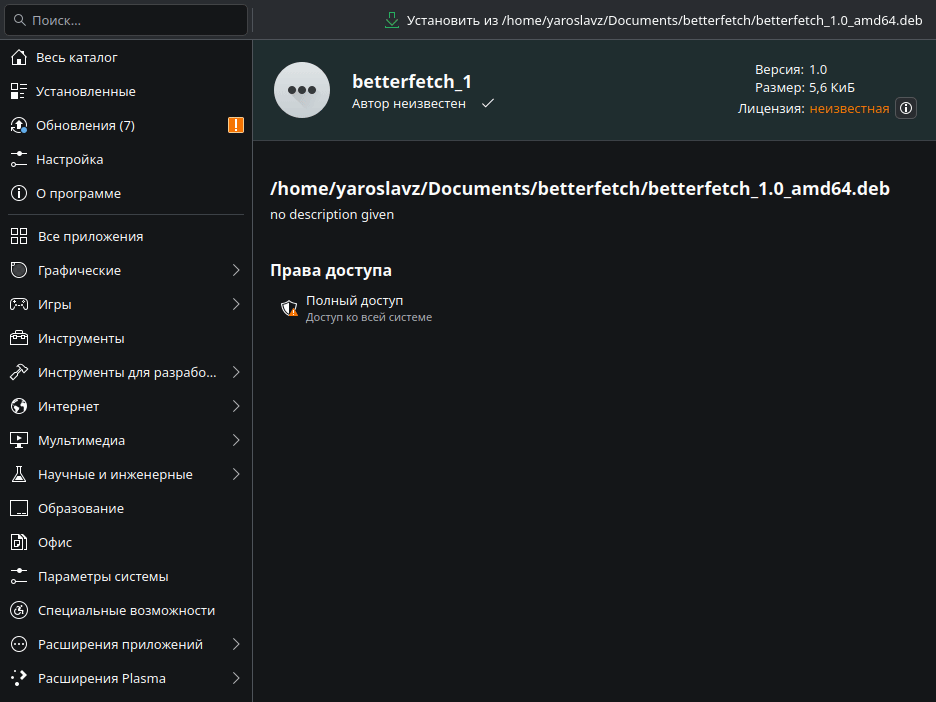 Поиск...
Установить из /home/yaroslavz/Documents/betterfetch/betterfetch_1.0_amd64.deb
Весь каталог
Установленные
Обновления (7)
Настройка
О программе
Все приложения
Графические
Игры
Инструменты
Инструменты для разрабо...
Интернет
Мультимедиа
Научные и инженерные
Образование
Офис
Параметры системы
Специальные возможности
Расширения приложений
Расширения Plasma
betterfetch_1
Автор неизвестен
Версия: 1.0
Размер: 5,6 КиБ
Лицензия: неизвестная
/home/yaroslavz/Documents/betterfetch/betterfetch_1.0_amd64.deb
no description given
Права доступа
Полный доступ
Доступ ко всей системе